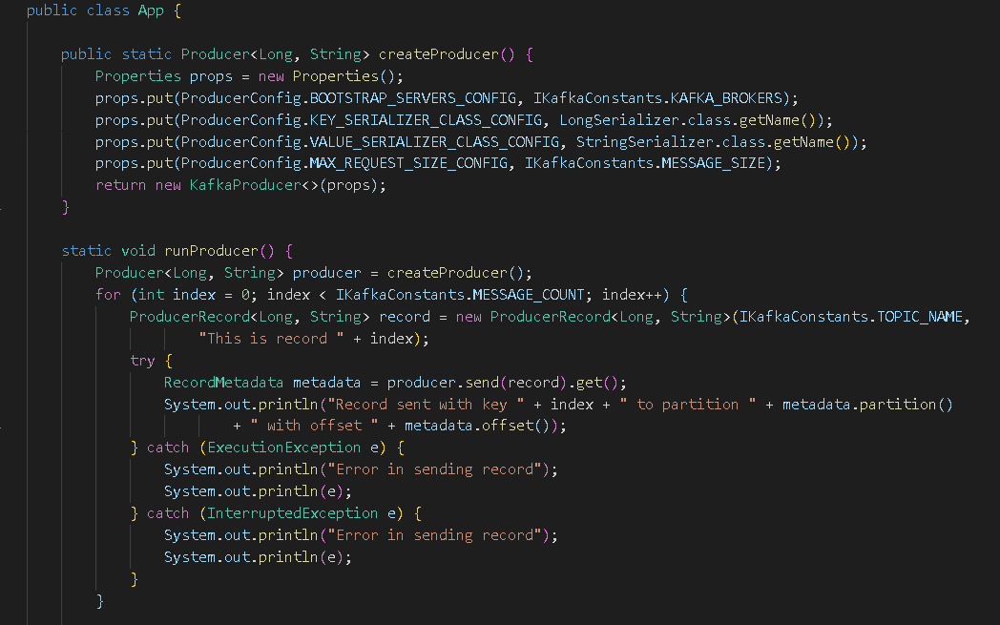 public class App {
public static Producer<Long, String> createProducer() {
Properties props = new Properties();
props.put(ProducerConfig.BOOTSTRAP_SERVERS_CONFIG, IKafkaConstants.KAFKA_BROKERS);
props.put(ProducerConfig.KEY_SERIALIZER_CLASS_CONFIG, LongSerializer.class.getName());
props.put(ProducerConfig.VALUE_SERIALIZER_CLASS_CONFIG, StringSerializer.class.getName());
props.put(ProducerConfig.MAX_REQUEST_SIZE_CONFIG, IKafkaConstants.MESSAGE_SIZE);
return new KafkaProducer<>(props);
}
static void runProducer() {
Producer<Long, String> producer = createProducer();
for (int index = 0; index < IKafkaConstants.MESSAGE_COUNT; index++) {
ProducerRecord<Long, String> record = new ProducerRecord<Long, String>(IKafkaConstants.TOPIC_NAME,
"This is record " + index);
try {
RecordMetadata metadata = producer.send(record).get();
System.out.println("Record sent with key " + index + " to partition " + metadata.partition()
+ " with offset " + metadata.offset());
} catch (ExecutionException e) {
System.out.println("Error in sending record");
System.out.println(e);
} catch (InterruptedException e) {
System.out.println("Error in sending record");
System.out.println(e);
}
}